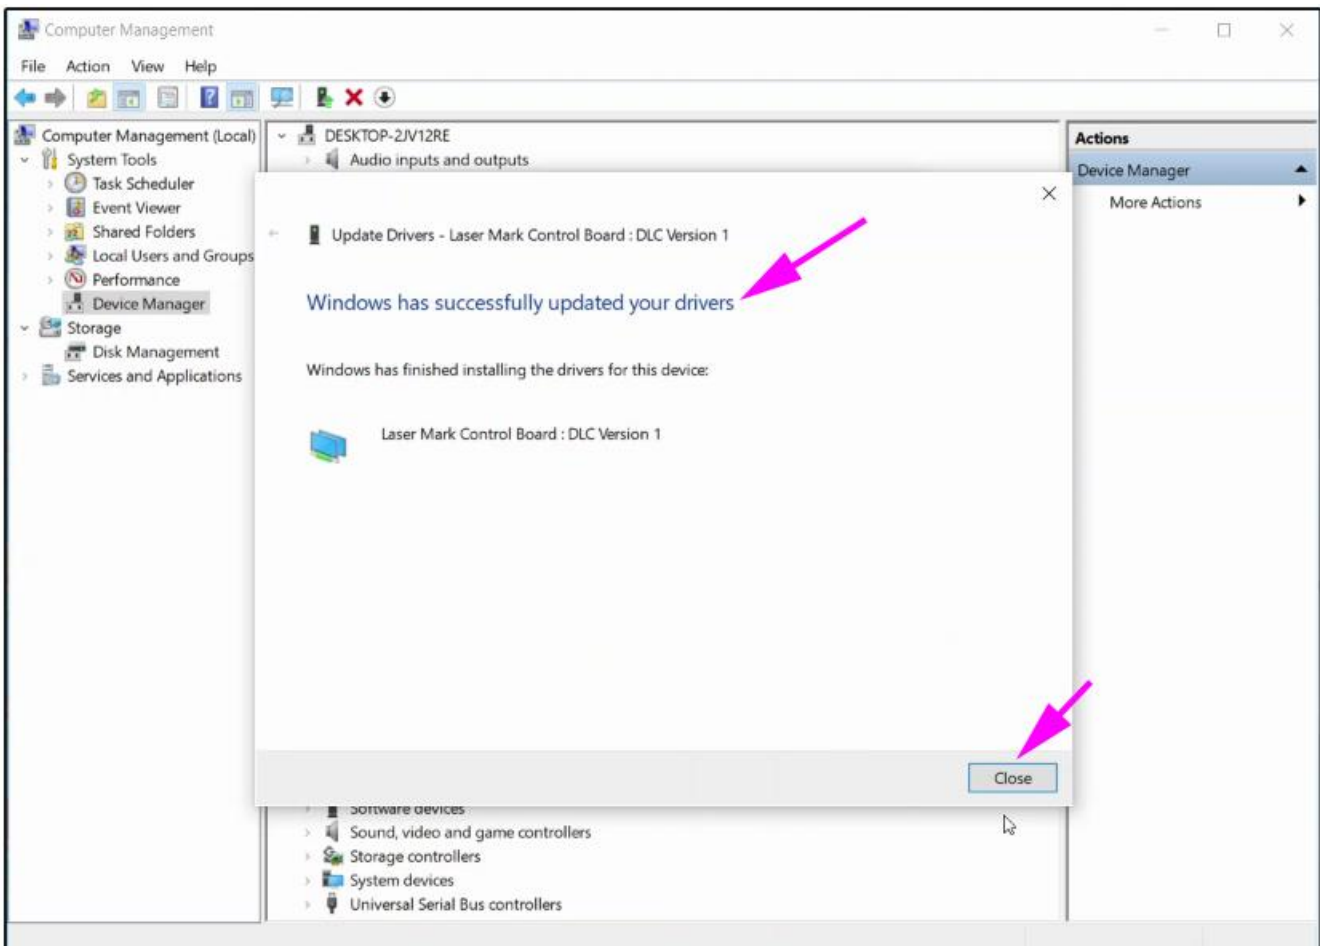 Computer Management
File Action View Help
Computer Management (Local)
System Tools
Task Scheduler
Event Viewer
Shared Folders
Local Users and Groups
Performance
Device Manager
Storage
Disk Management
Services and Applications
DESKTOP-2JV12RE
Audio inputs and outputs
Update Drivers - Laser Mark Control Board : DLC Version 1
Windows has successfully updated your drivers
Windows has finished installing the drivers for this device:
Laser Mark Control Board : DLC Version 1
Close
Software devices
Sound, video and game controllers
Storage controllers
System devices
Universal Serial Bus controllers
Actions
Device Manager
More Actions